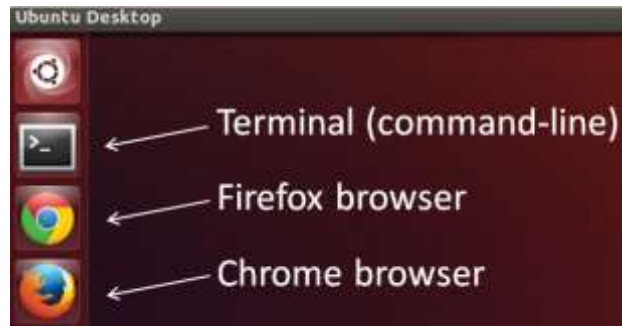 Ubuntu Desktop
>_
Terminal (command-line)
Firefox browser
Chrome browser